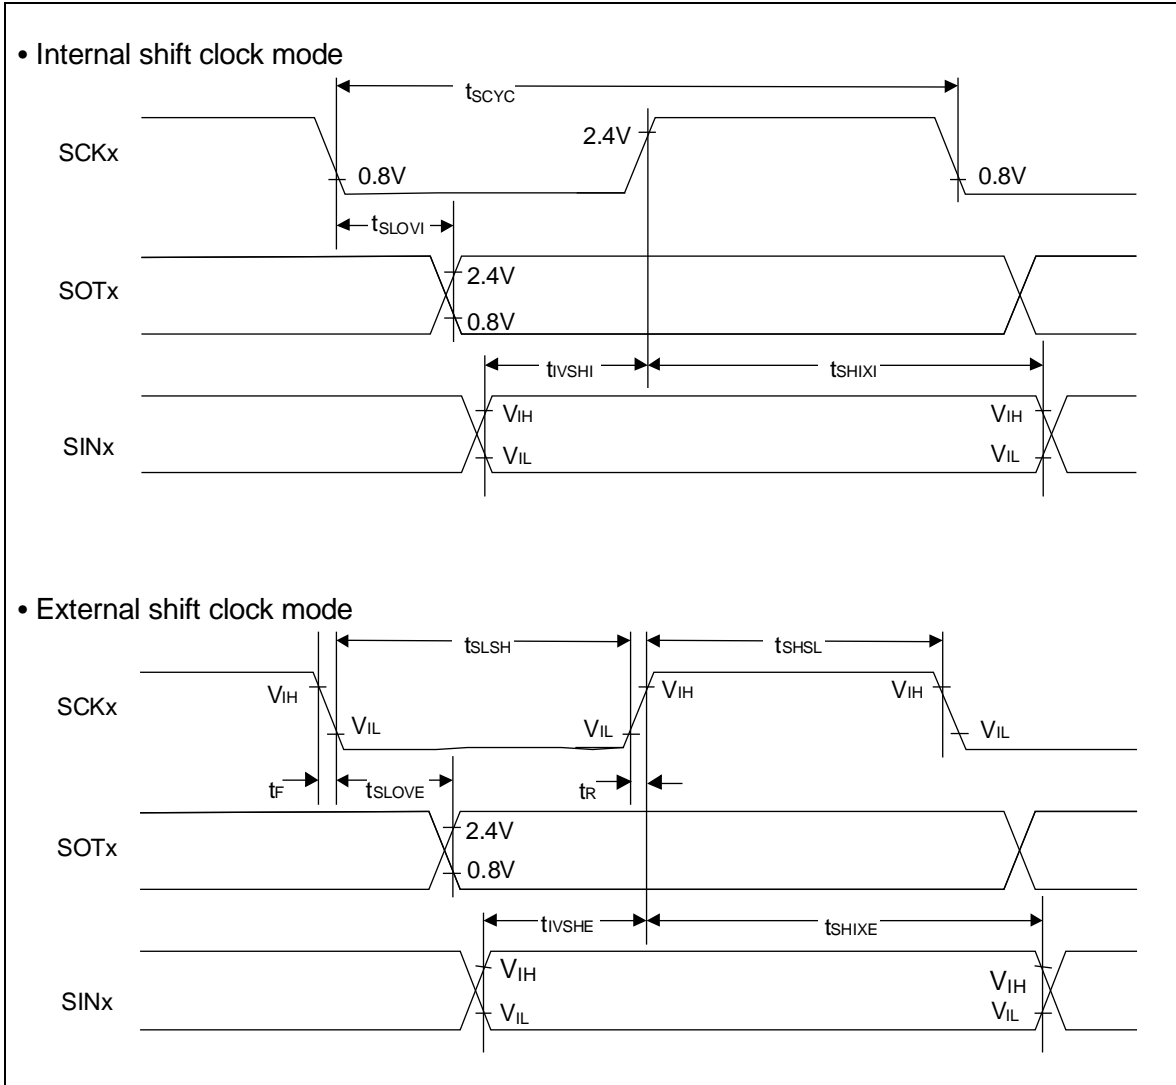 • Internal shift clock mode
tSCYC
SCKx
2.4V
0.8V
0.8V
tSLOVI
SOTx
2.4V
0.8V
tIVSHI
tSHIXI
SINx
VIH
VIH
VIL
VIL
• External shift clock mode
tSLSH
tSHSL
SCKx
VIH
VIH
VIH
VIL
VIL
VIL
tF
tSLOVE
tR
SOTx
2.4V
0.8V
tIVSHE
tSHIXE
SINx
VIH
VIH
VIL
VIL